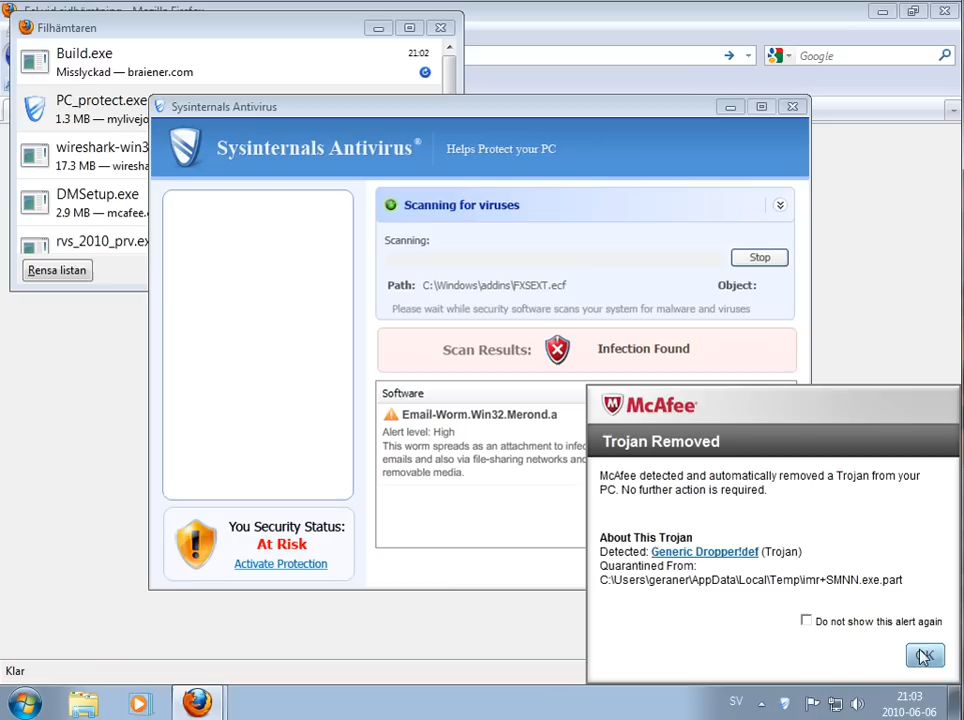 Filhämtaren
Build.exe
21:02
Misslyckad — braiener.com
PC_protect.exe
1.3 MB — mylivejo
wireshark-win3
17.3 MB — wiresha
DMSetup.exe
2.9 MB — mcafee.
rvs_2010_prv.ex
Rensa listan
Google
Sysinternals Antivirus
Sysinternals Antivirus®
Helps Protect your PC
Scanning for viruses
Scanning:
Stop
Path: C:\Windows\addins\FXSEXT.ecf
Object:
Please wait while security software scans your system for malware and viruses
Scan Results:
Infection Found
Software
Email-Worm.Win32.Merond.a
Alert level: High
This worm spreads as an attachment to infec
emails and also via file-sharing networks and
removable media.
You Security Status:
At Risk
Activate Protection
McAfee®
Trojan Removed
McAfee detected and automatically removed a Trojan from your
PC. No further action is required.
About This Trojan
Detected: Generic Dropper!def (Trojan)
Quarantined From:
C:\Users\geraner\AppData\Local\Temp\imr+SMNN.exe.part
Do not show this alert again
OK
Klar
SV
21:03
2010-06-06